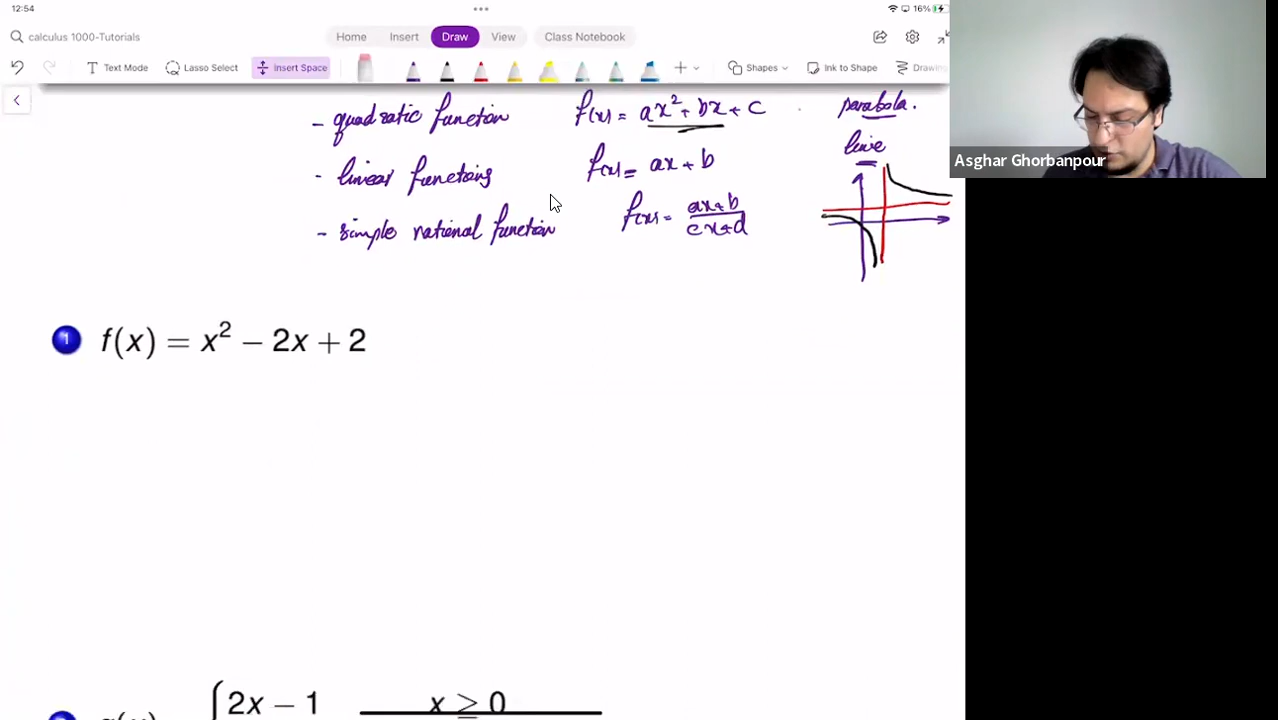 12:54
16%
calculus 1000-Tutorials
Home Insert Draw View Class Notebook
Text Mode Lasso Select Insert Space Shapes Ink to Shape Drawing
- quadratic function f(x) = ax² + bx + c parabola.
line
Asghar Ghorbanpour
- linear functions f(x) = ax + b
- simple rational function f(x) = ax+b / cx+d
1 f(x) = x² − 2x + 2
2x − 1 x ≥ 0